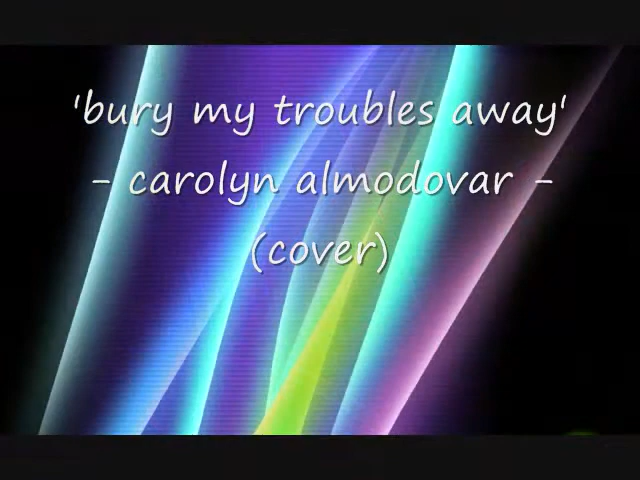 'bury my troubles away'
- carolyn almodovar -
(cover)